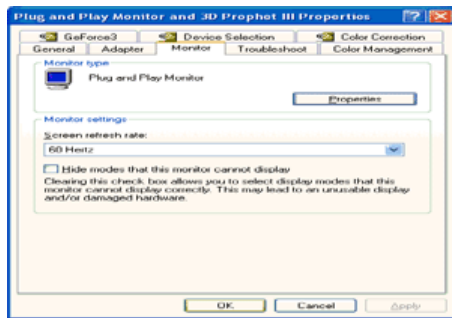 Plug and Play Monitor and 3D Prophet III Properties
GeForce3 Device Selection Color Correction
General Adapter Monitor Troubleshoot Color Management
Monitor type
Plug and Play Monitor
Properties
Monitor settings
Screen refresh rate:
60 Hertz
Hide modes that this monitor cannot display
Clearing this check box allows you to select display modes that this
monitor cannot display correctly. This may lead to an unusable display
and/or damaged hardware.
OK Cancel Apply